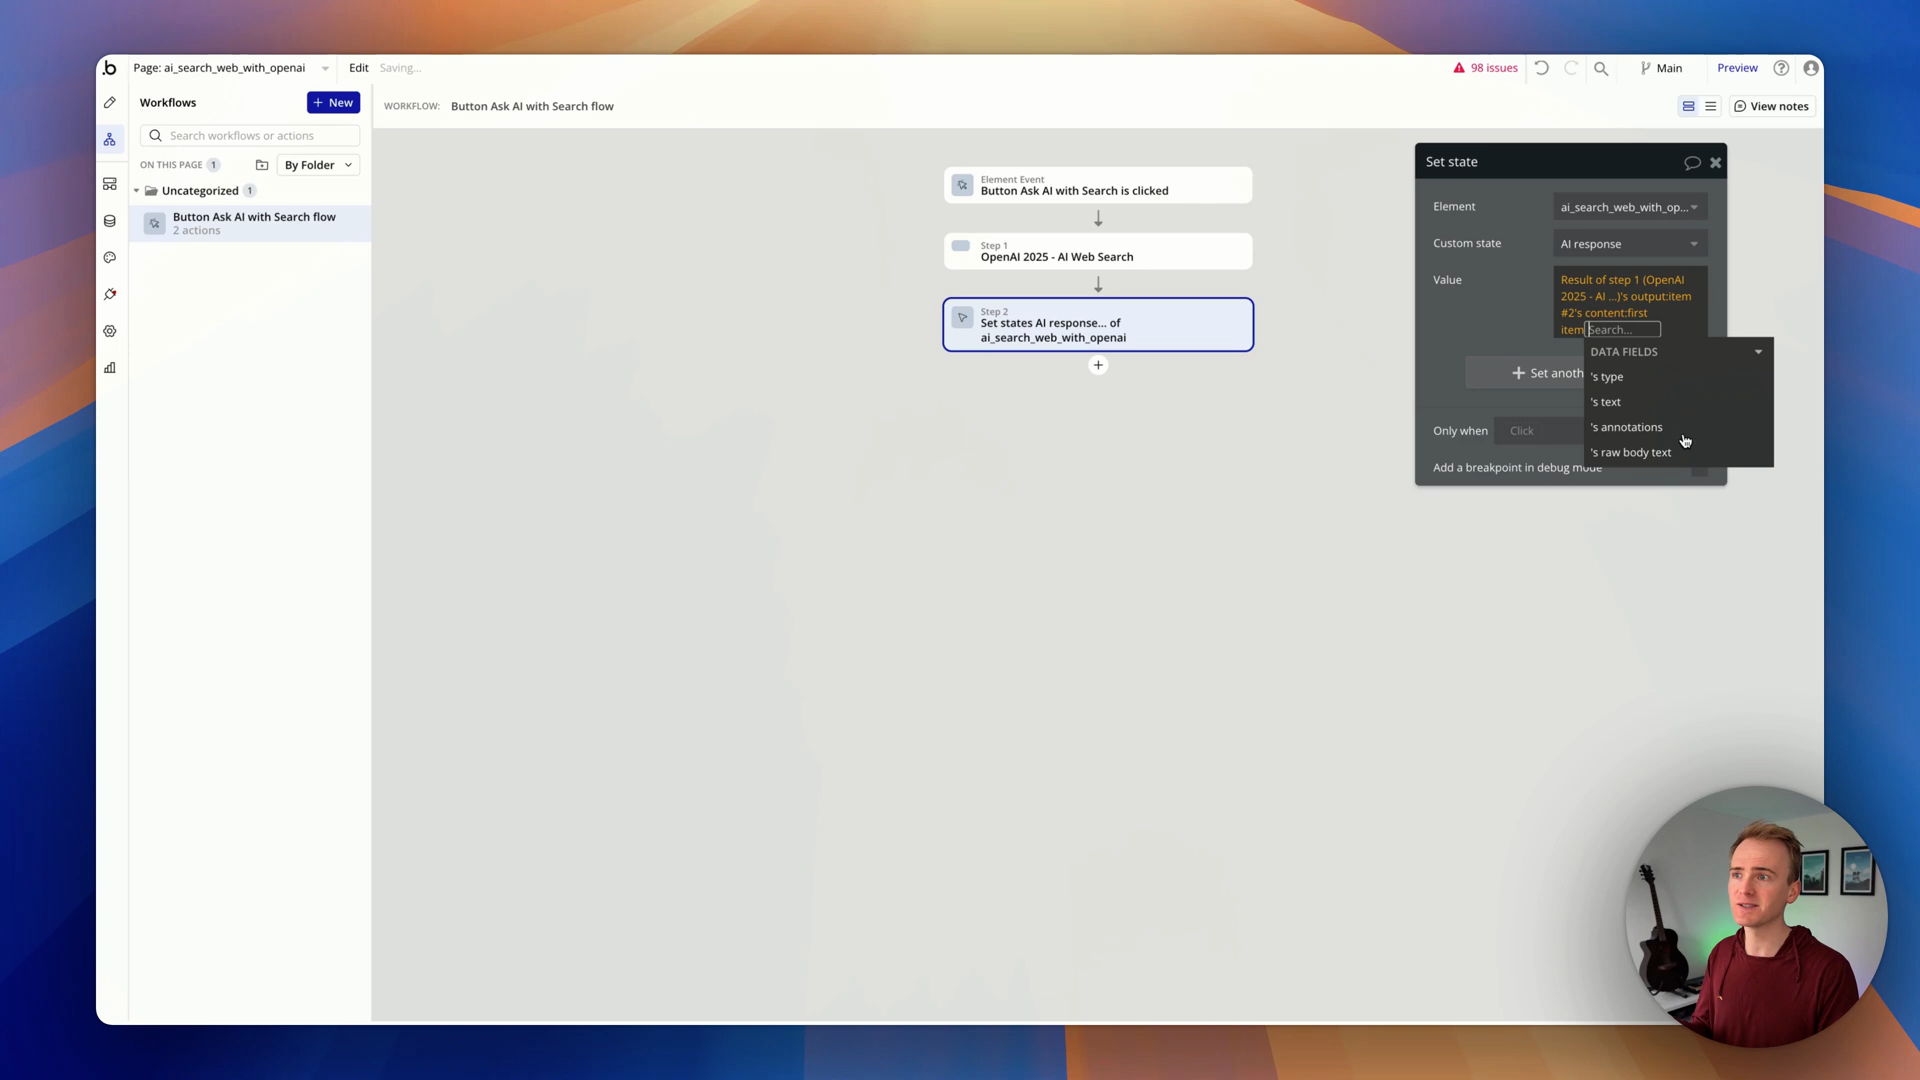 .b
Page: ai_search_web_with_openai
Edit
Saving...
98 issues
Main
Preview
Workflows
+ New
Search workflows or actions
ON THIS PAGE 1
By Folder
Uncategorized 1
Button Ask AI with Search flow
2 actions
WORKFLOW: Button Ask AI with Search flow
View notes
Element Event
Button Ask AI with Search is clicked
Step 1
OpenAI 2025 - AI Web Search
Step 2
Set states AI response... of
ai_search_web_with_openai
Set state
Element
ai_search_web_with_op...
Custom state
AI response
Value
Result of step 1 (OpenAI
2025 - AI ...)'s output:item
#2's content:first
item Search...
DATA FIELDS
's type
's text
's annotations
's raw body text
+ Set anoth
Only when
Click
Add a breakpoint in debug mode